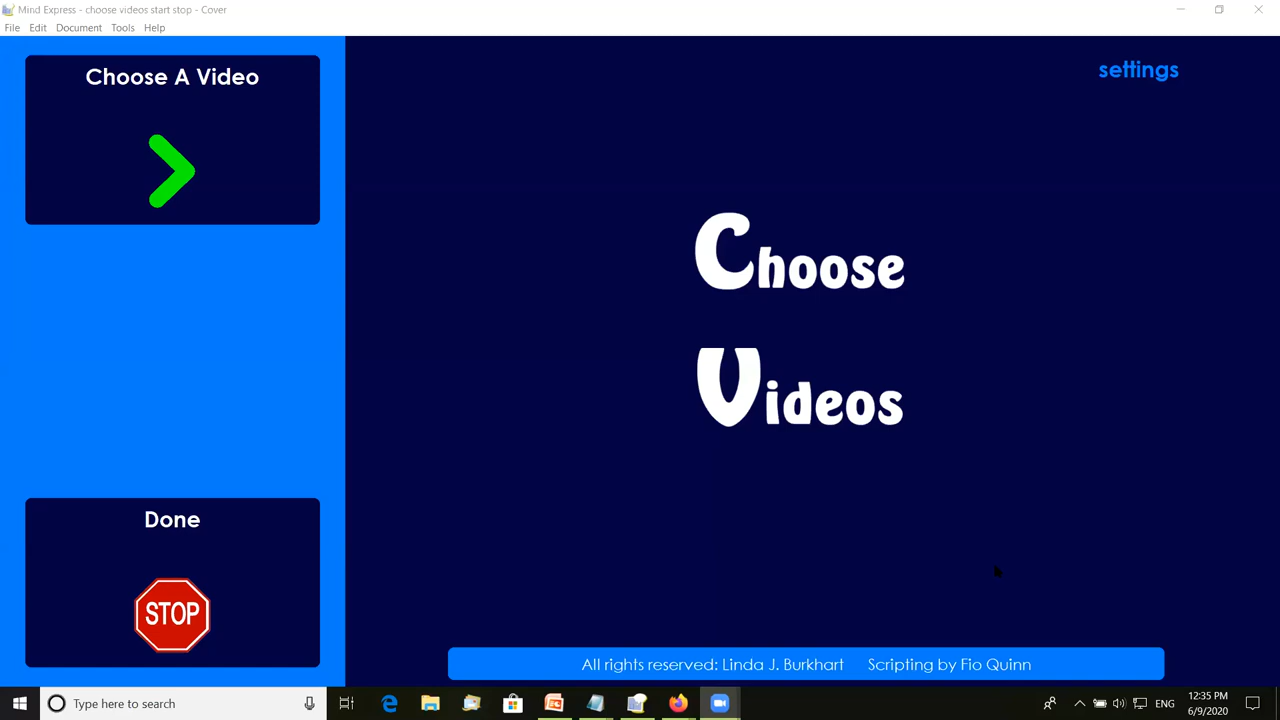 Mind Express - choose videos start stop - Cover
File Edit Document Tools Help
Choose A Video
settings
Choose
Videos
Done
STOP
All rights reserved: Linda J. Burkhart Scripting by Fio Quinn
Type here to search
ENG
12:35 PM
6/9/2020